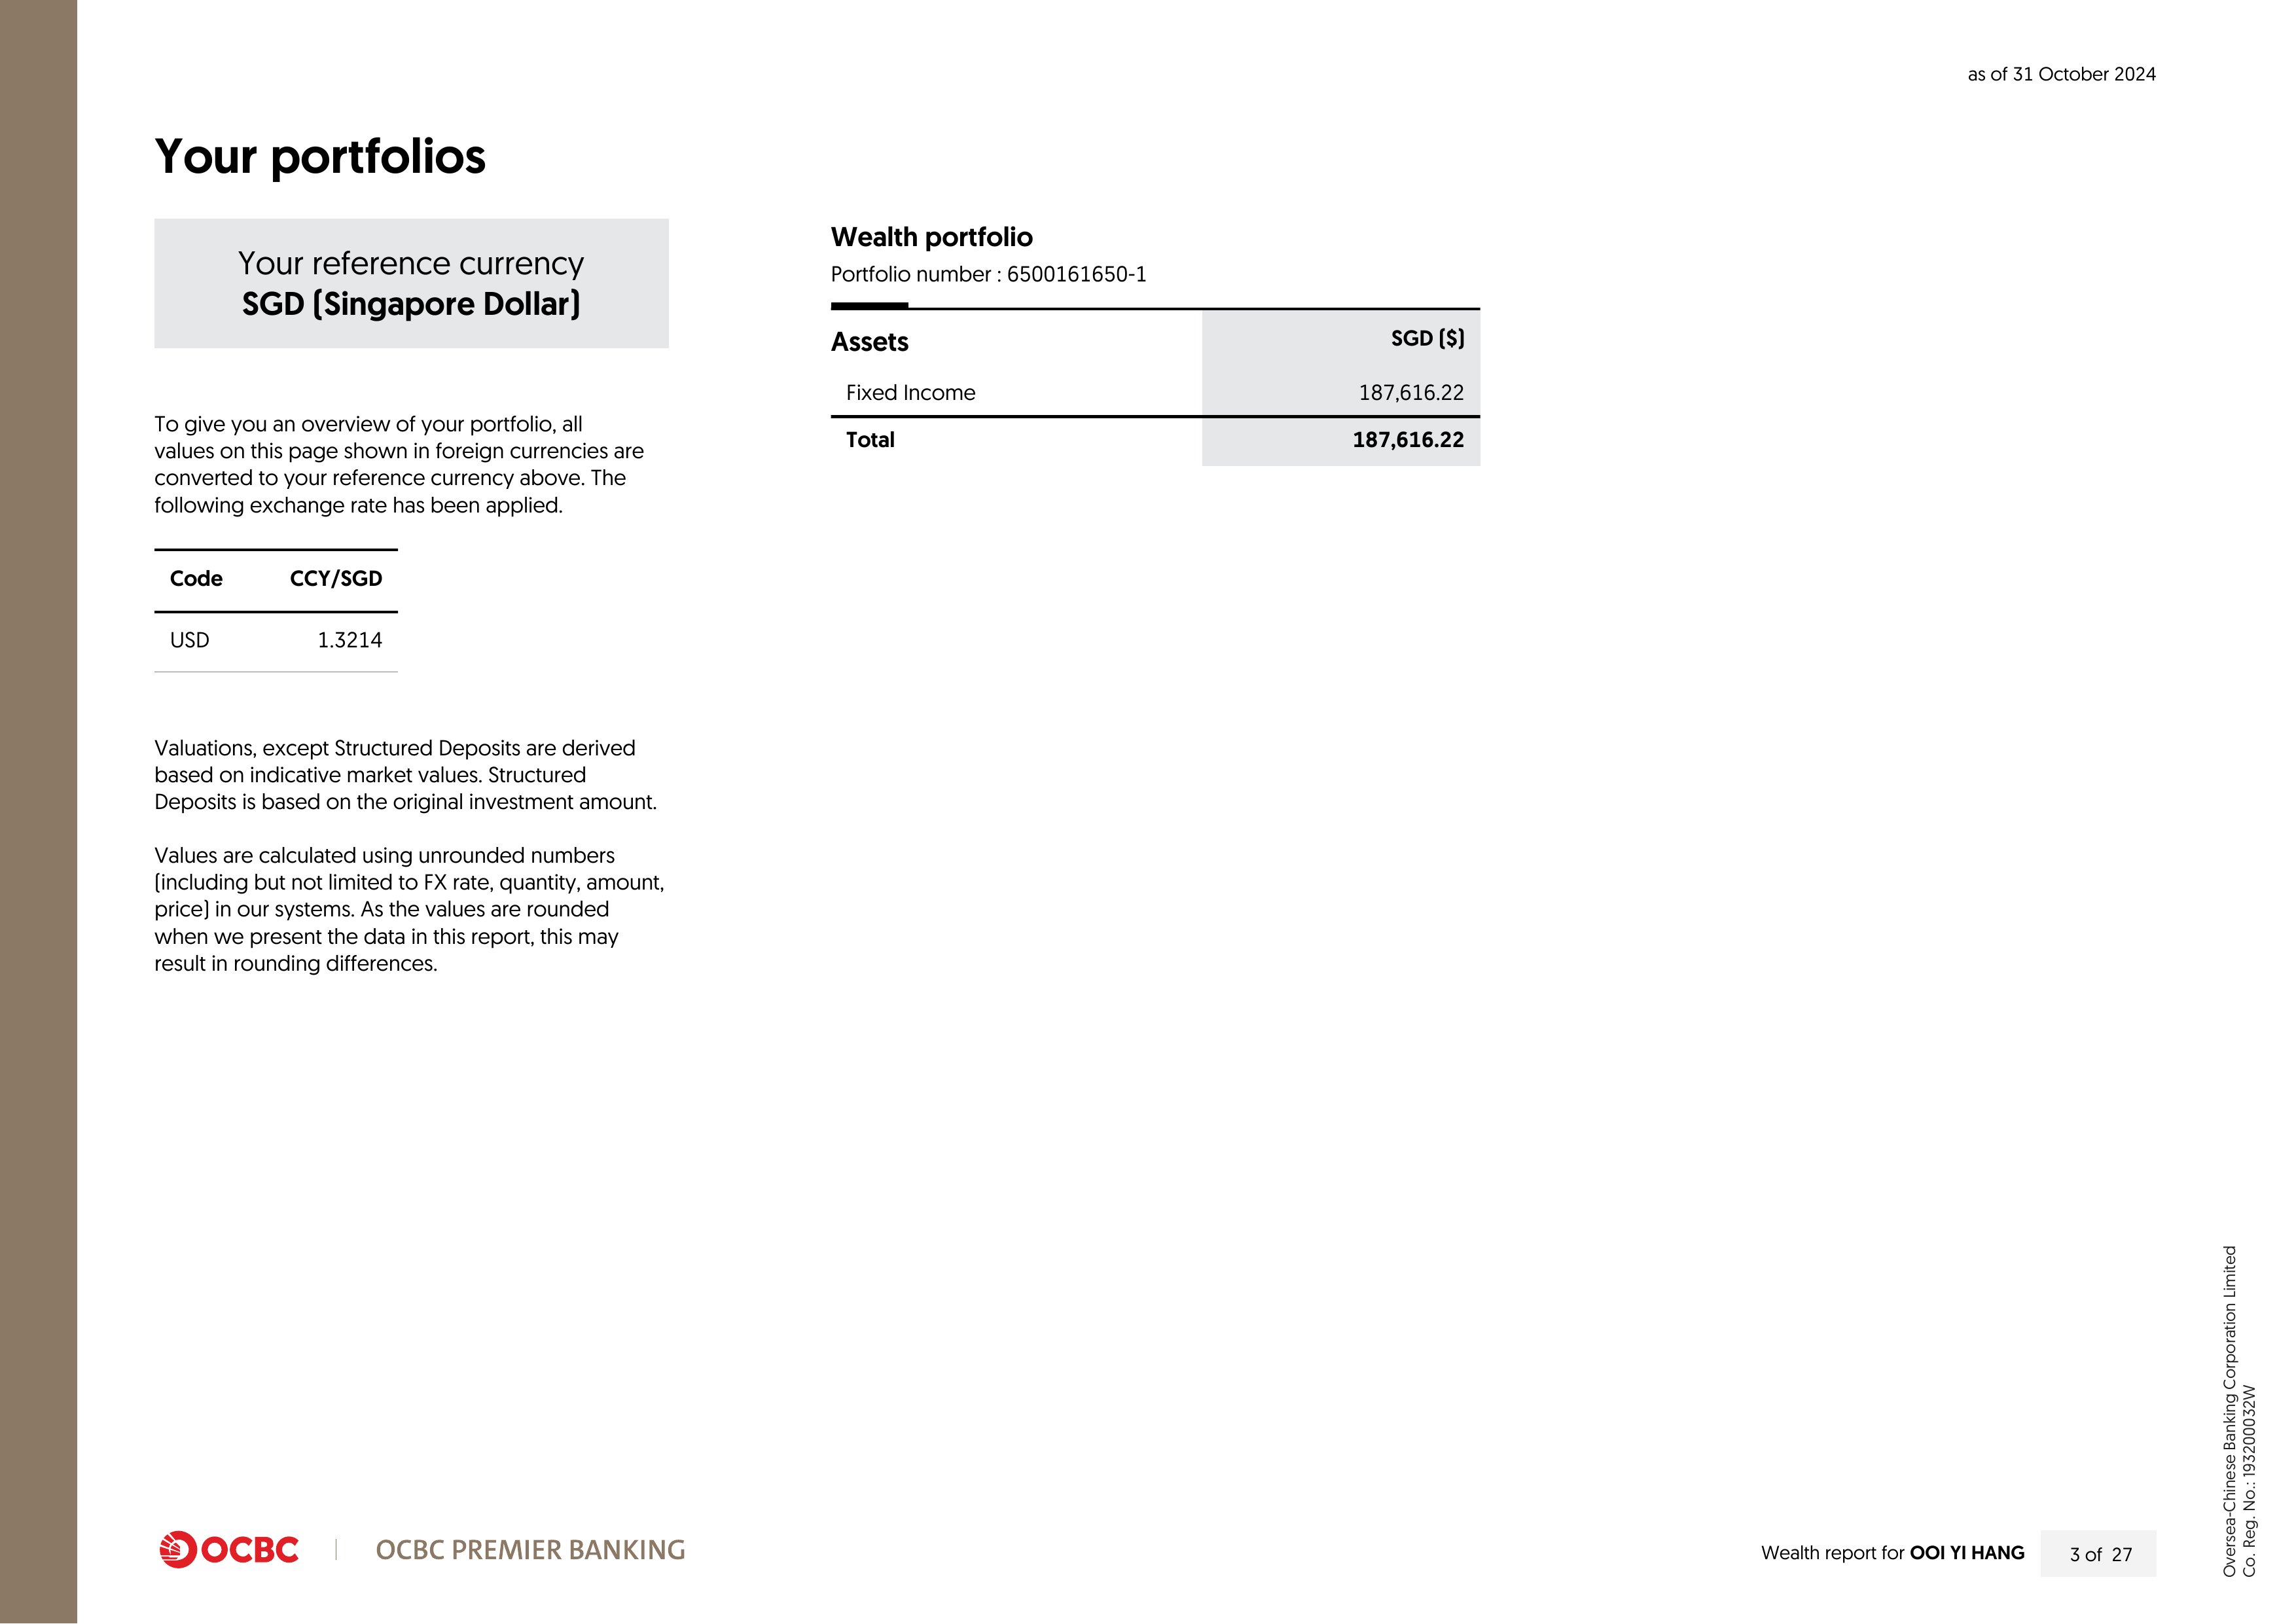 as of 31 October 2024
Your portfolios
Your reference currency
SGD (Singapore Dollar)
To give you an overview of your portfolio, all
values on this page shown in foreign currencies are
converted to your reference currency above. The
following exchange rate has been applied.
Code CCY/SGD
USD 1.3214
Valuations, except Structured Deposits are derived
based on indicative market values. Structured
Deposits is based on the original investment amount.
Values are calculated using unrounded numbers
(including but not limited to FX rate, quantity, amount,
price) in our systems. As the values are rounded
when we present the data in this report, this may
result in rounding differences.
Wealth portfolio
Portfolio number : 6500161650-1
Assets SGD ($)
Fixed Income 187,616.22
Total 187,616.22
OCBC | OCBC PREMIER BANKING
Wealth report for OOI YI HANG 3 of 27
Oversea-Chinese Banking Corporation Limited
Co. Reg. No.: 193200032W